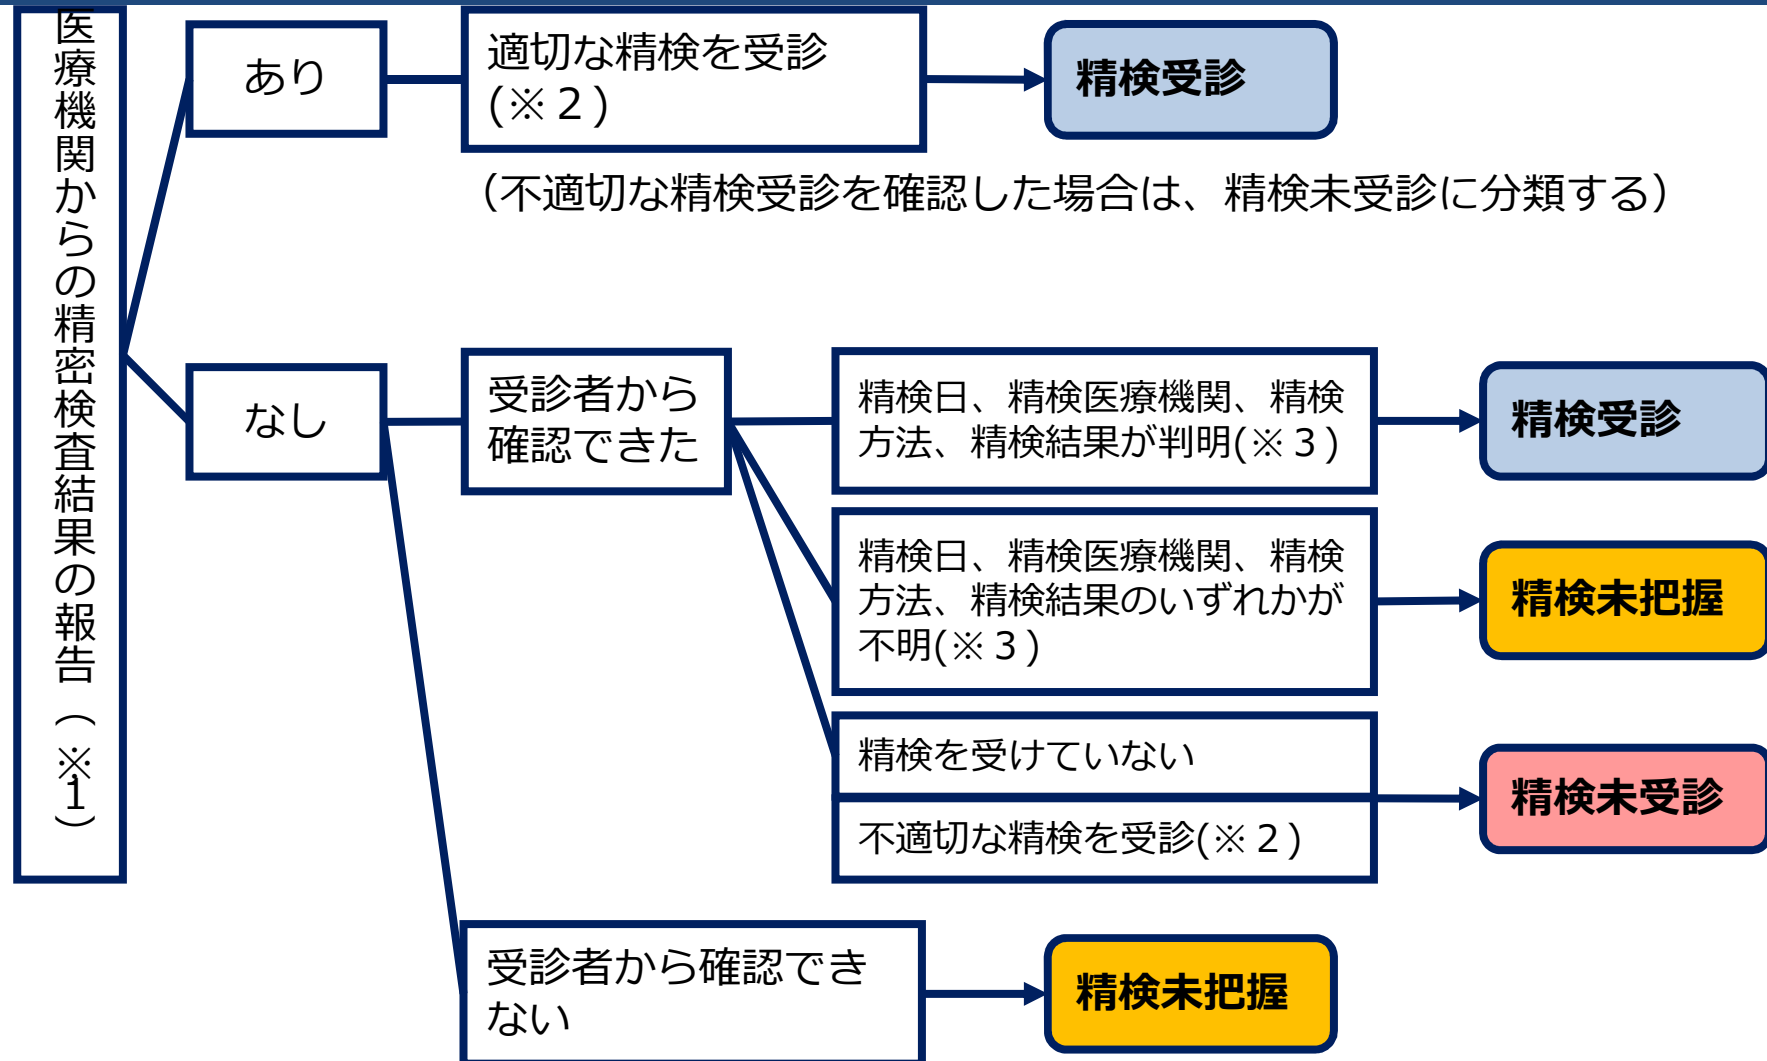 医療機関からの精密検査結果の報告（※1）
あり
適切な精検を受診
(※２)
精検受診
（不適切な精検受診を確認した場合は、精検未受診に分類する）
なし
受診者から
確認できた
精検日、精検医療機関、精検
方法、精検結果が判明(※３)
精検受診
精検日、精検医療機関、精検
方法、精検結果のいずれかが
不明(※３)
精検未把握
精検を受けていない
不適切な精検を受診(※２)
精検未受診
受診者から確認でき
ない
精検未把握